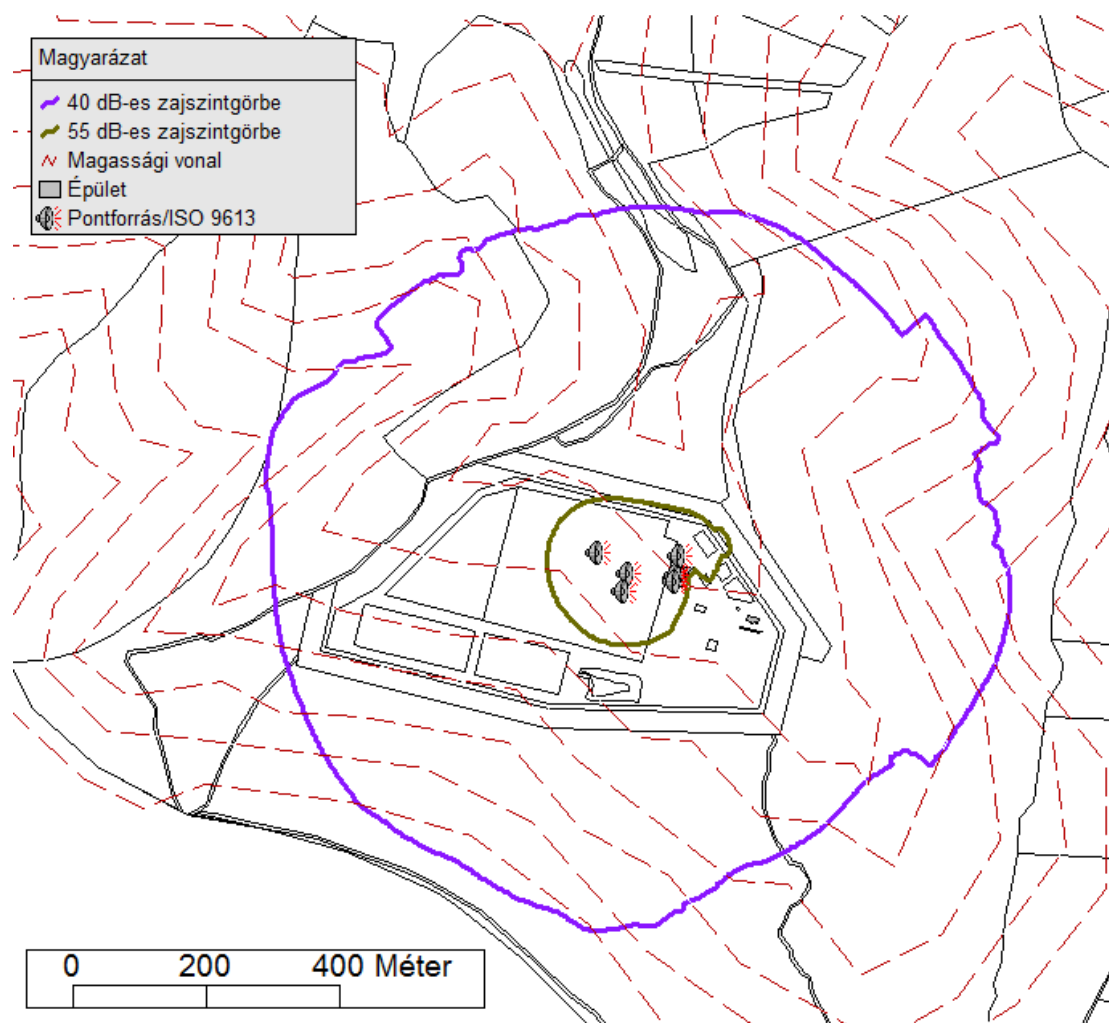 Magyarázat
40 dB-es zajszintgörbe
55 dB-es zajszintgörbe
Magassági vonal
Épület
Pontforrás/ISO 9613
0 200 400 Méter